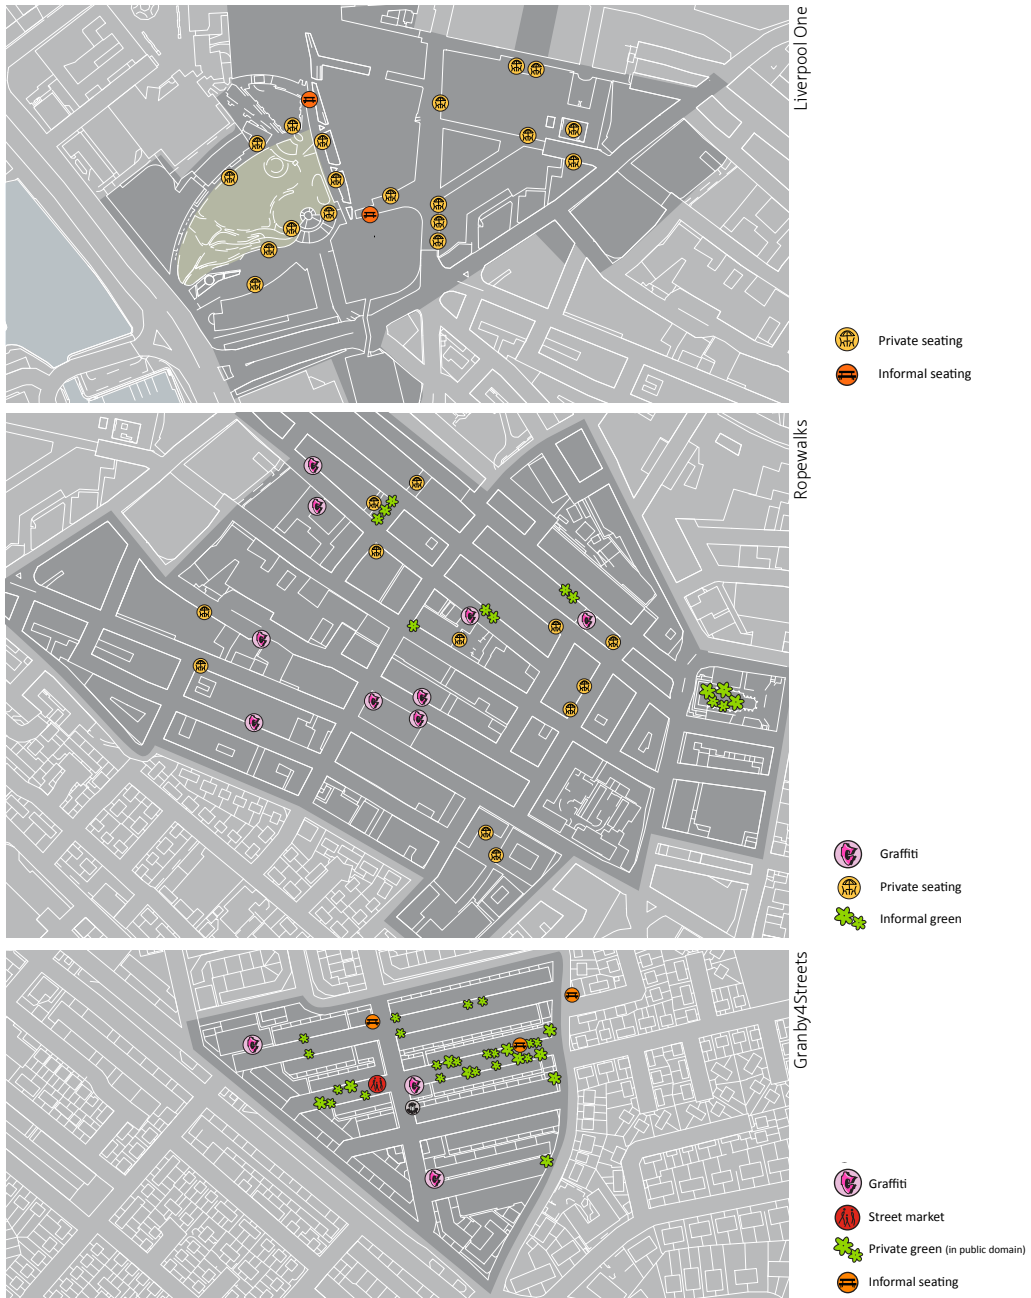 Liverpool One
Private seating
Informal seating
Ropewalks
Graffiti
Private seating
Informal green
Granby4Streets
Graffiti
Street market
Private green (in public domain)
Informal seating